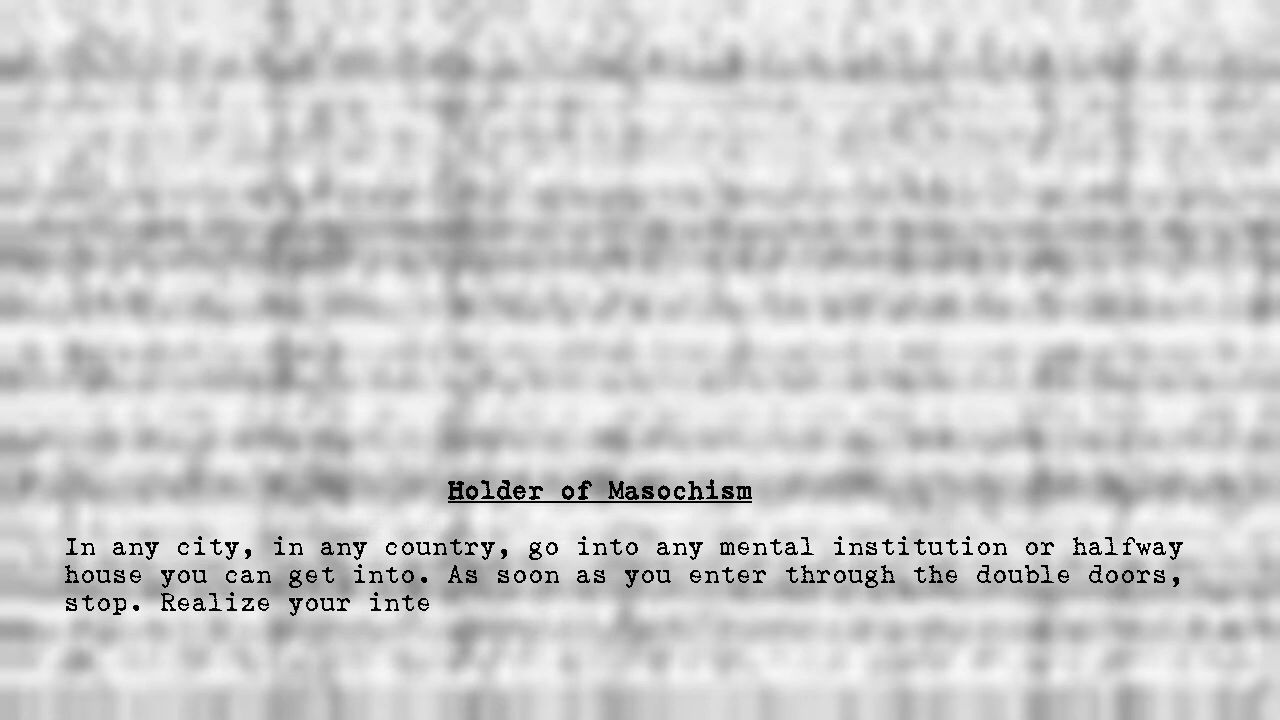 Holder of Masochism
In any city, in any country, go into any mental institution or halfway
house you can get into. As soon as you enter through the double doors,
stop. Realize your inte